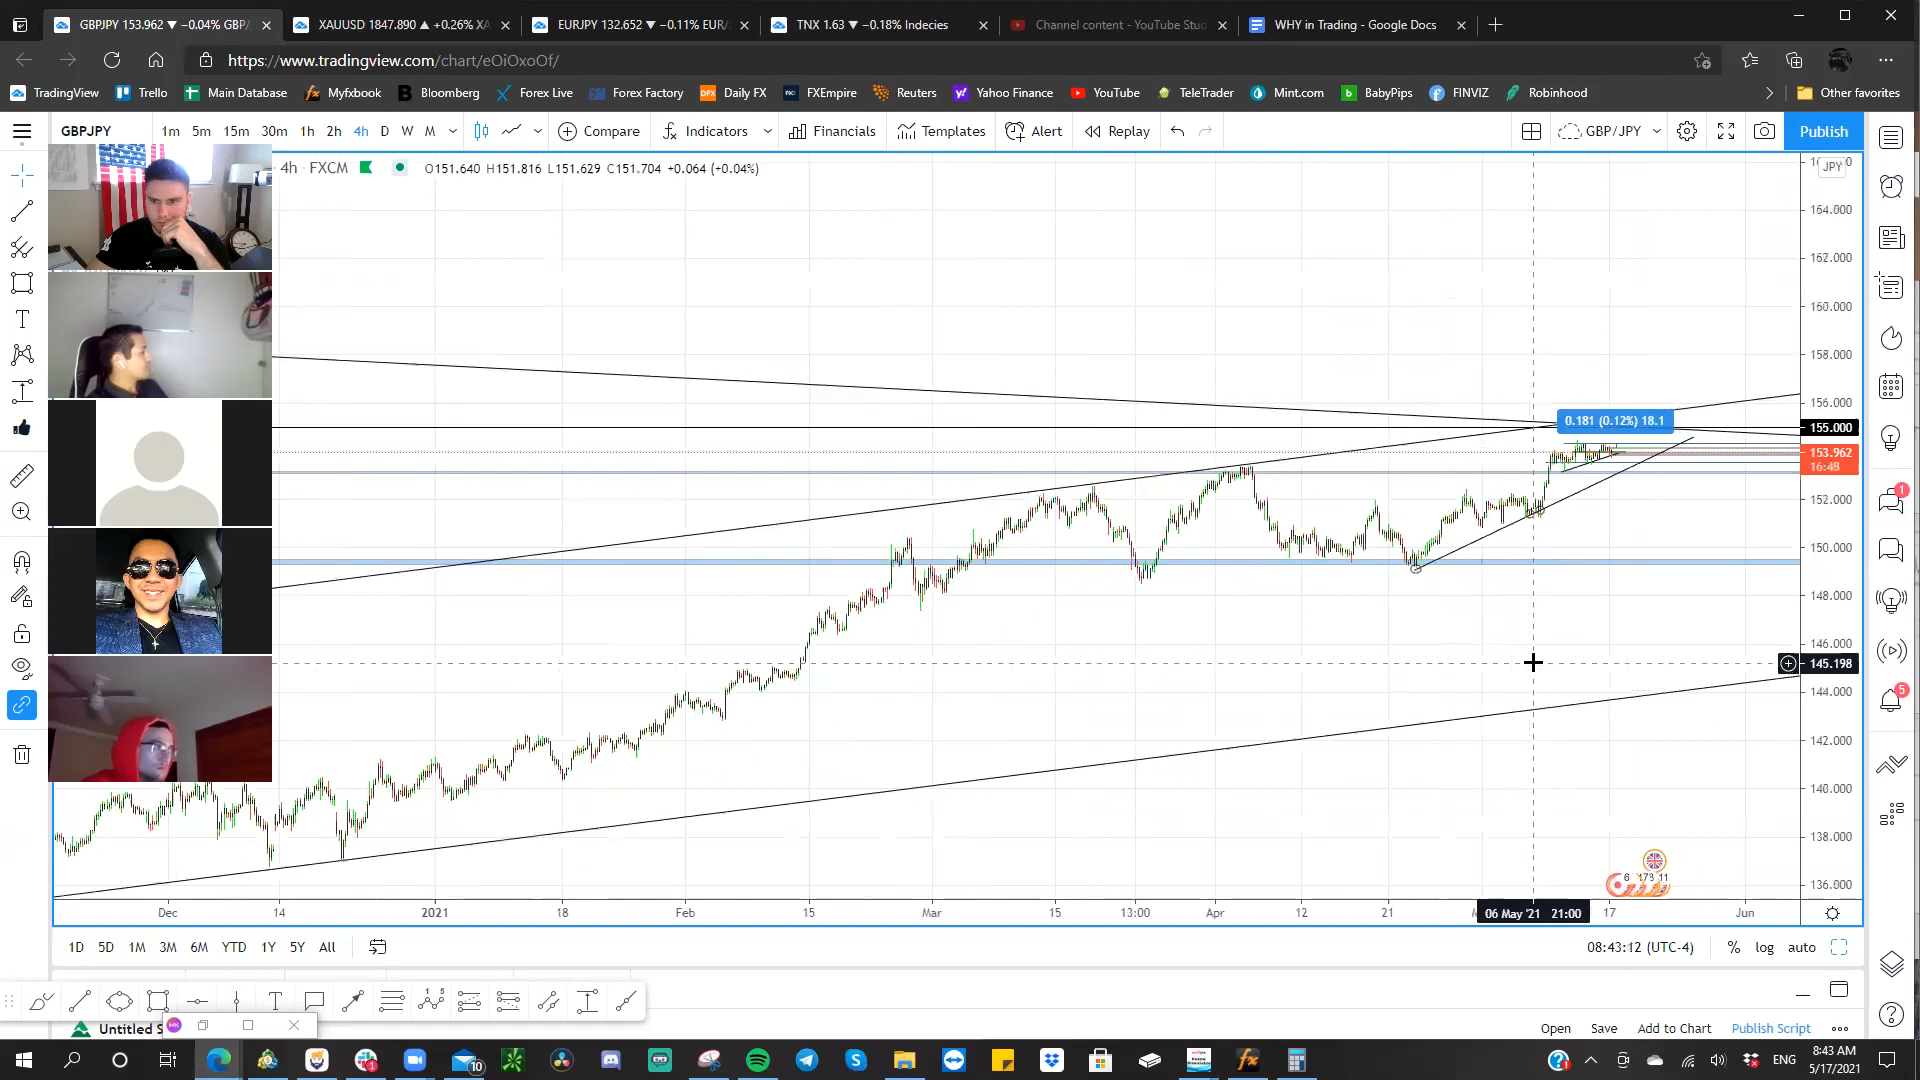 GBPJPY 153.962 ▼ −0.04% GBP/
XAUUSD 1847.890 ▲ +0.26% XA
EURJPY 132.652 ▼ −0.11% EUR/
TNX 1.63 ▼ −0.18% Indecies
Channel content - YouTube Stud
WHY in Trading - Google Docs
https://www.tradingview.com/chart/eOiOxoOf/
TradingView Trello Main Database Myfxbook Bloomberg Forex Live Forex Factory Daily FX FXEmpire Reuters Yahoo Finance YouTube TeleTrader Mint.com BabyPips FINVIZ Robinhood Other favorites
GBPJPY 1m 5m 15m 30m 1h 2h 4h D W M Compare Indicators Financials Templates Alert Replay GBP/JPY Publish
4h · FXCM O151.640 H151.816 L151.629 C151.704 +0.064 (+0.04%)
JPY
164.000
162.000
160.000
158.000
156.000
0.181 (0.12%) 18.1
155.000
153.962
16:48
152.000
150.000
148.000
146.000
145.198
144.000
142.000
140.000
138.000
136.000
Dec 14 2021 18 Feb 15 Mar 15 13:00 Apr 12 21 06 May '21 21:00 17 Jun
1D 5D 1M 3M 6M YTD 1Y 5Y All
08:43:12 (UTC-4) % log auto
Untitled S
Open Save Add to Chart Publish Script
1
5
10
ENG
8:43 AM
5/17/2021